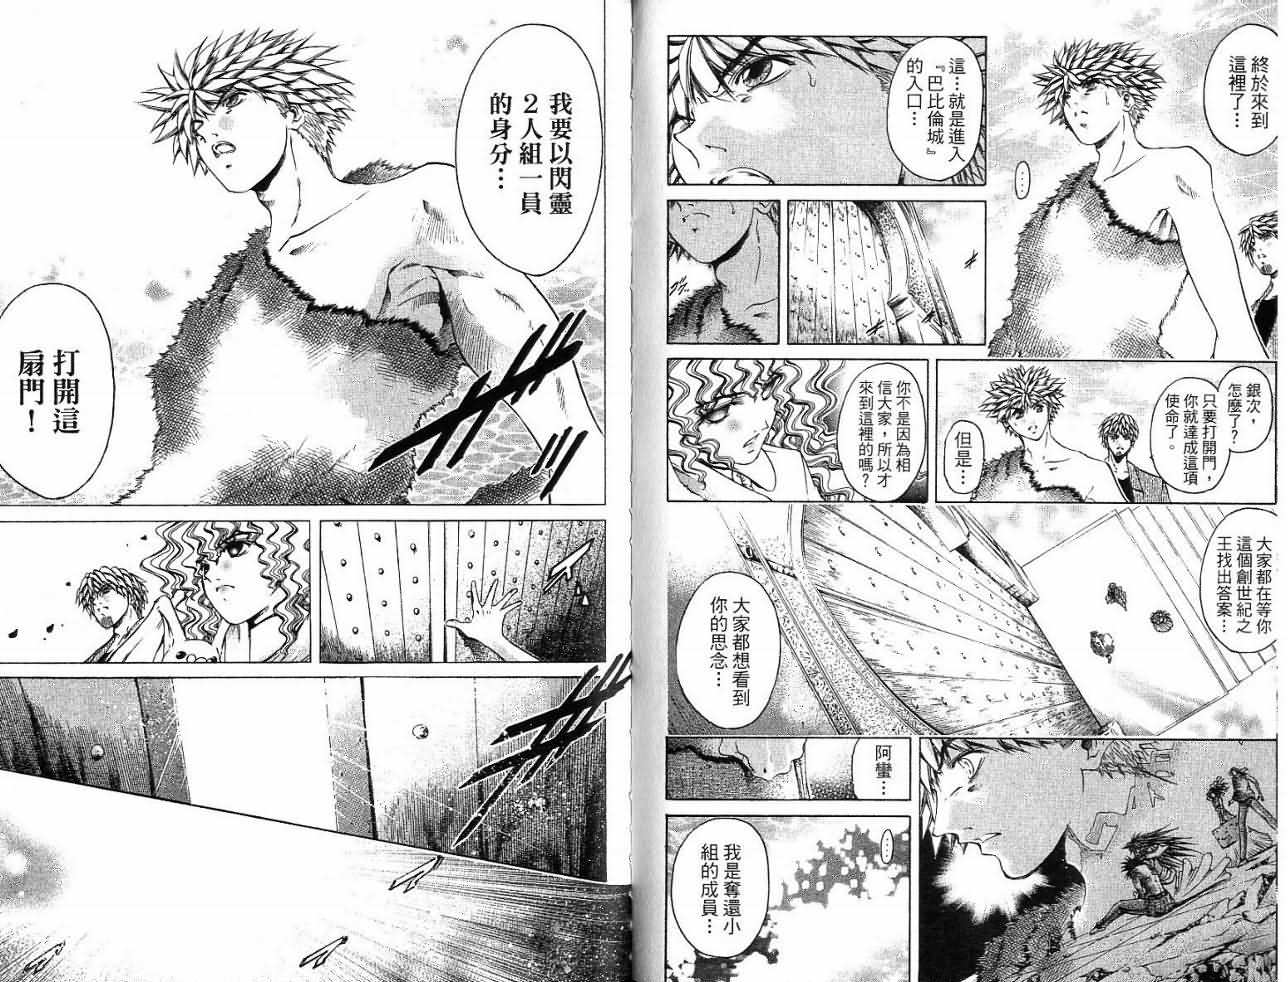 終於來到
這裡了…
這…就是進入
『巴比倫城』
的入口…
銀次，
怎麼了？
只要打開門，
你就達成這項
使命了。
但是…
你不是因為相
信大家，所以才
來到這裡的嗎？
大家都在等你
這個創世紀之
王找出答案…
大家都想看到
你的思念…
阿蠻…
我是奪還小
組的成員…
我要以閃靈
2人組一員
的身分…
打開這
扇門！